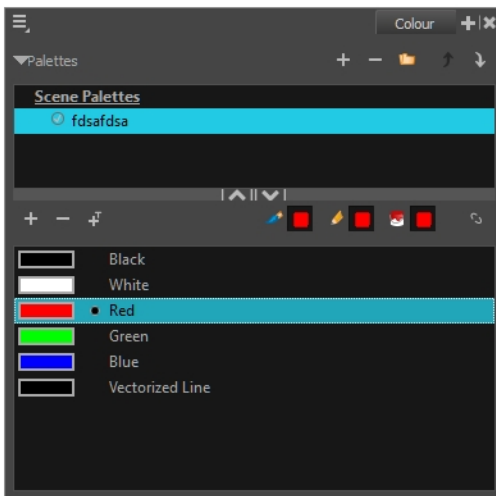 Colour
Palettes
Scene Palettes
fdsafdsa
Black
White
Red
Green
Blue
Vectorized Line